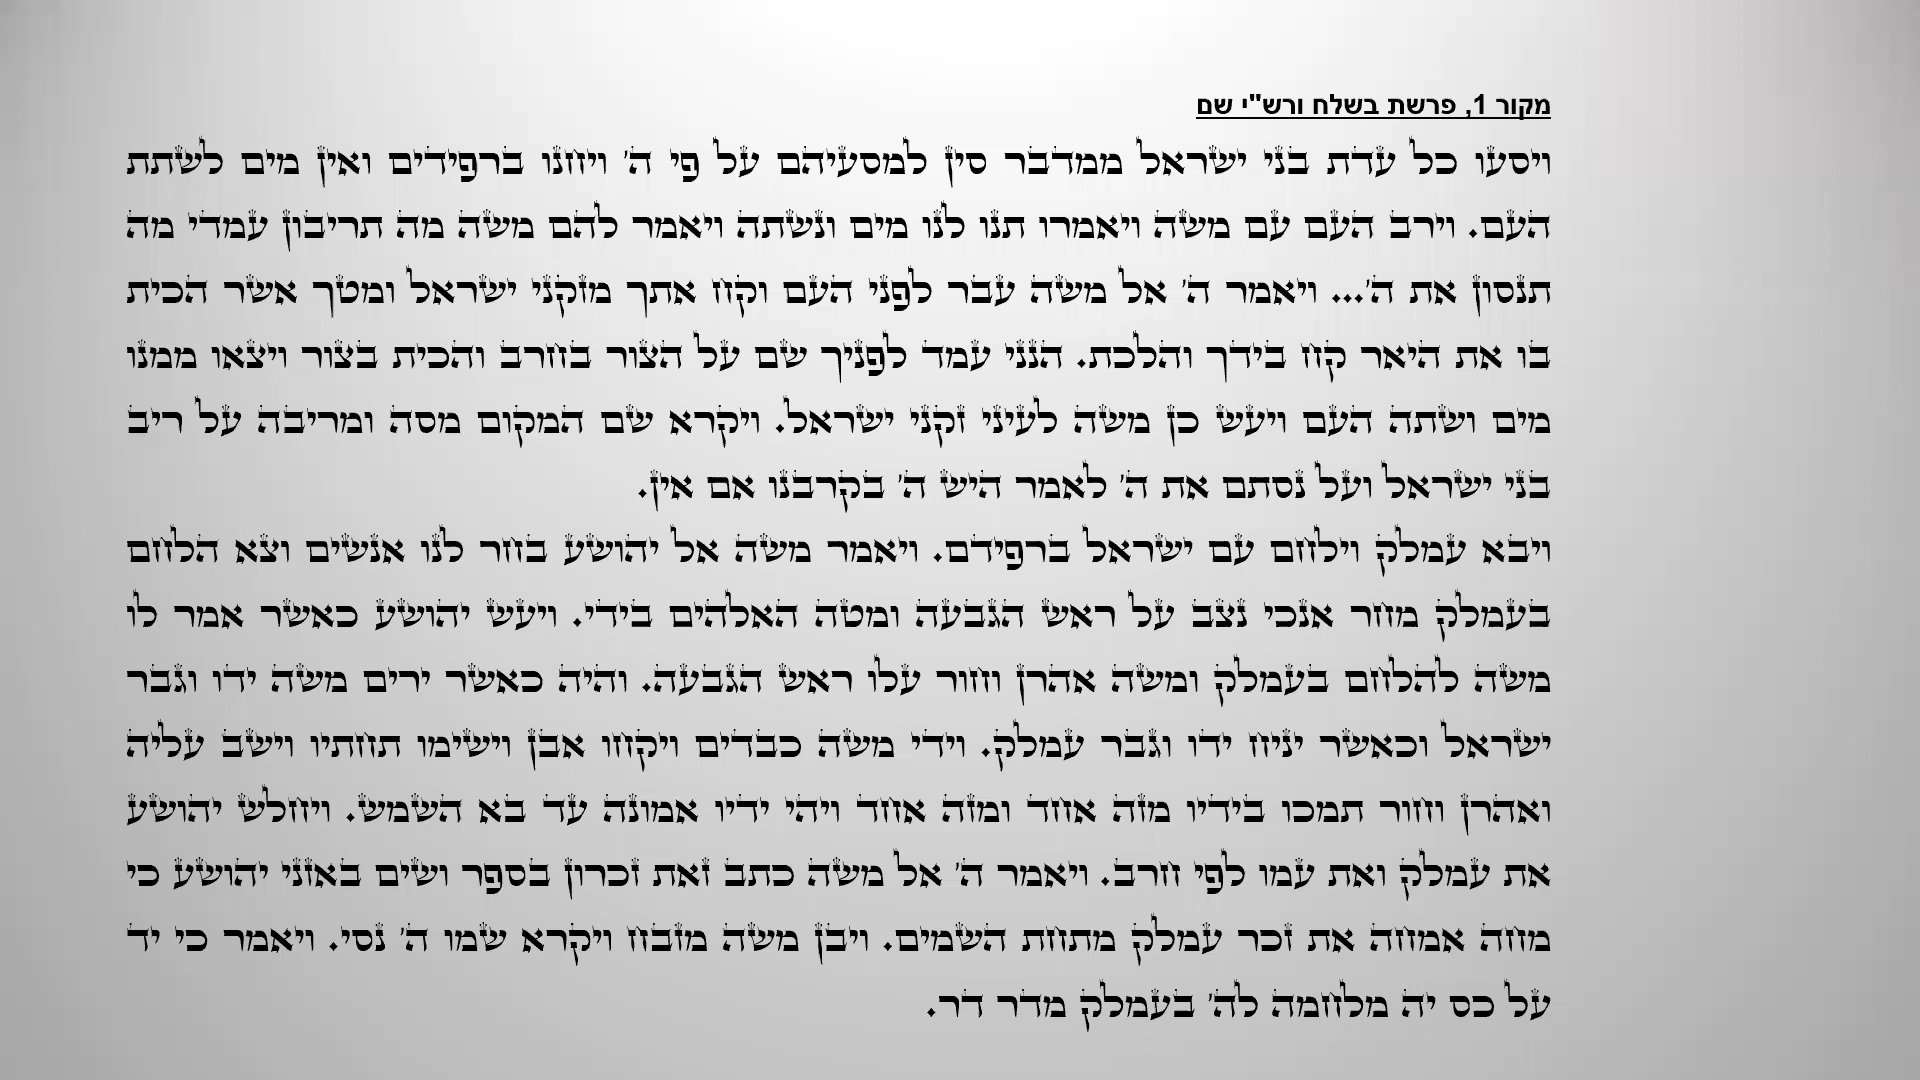 מקור 1, פרשת בשלח ורש"י שם
ויסעו כל עדת בני ישראל ממדבר סין למסעיהם על פי ה' ויחנו ברפידים ואין מים לשתת
העם. וירב העם עם משה ויאמרו תנו לנו מים ונשתה ויאמר להם משה מה תריבון עמדי מה
תנסון את ה'... ויאמר ה' אל משה עבר לפני העם וקח אתך מזקני ישראל ומטך אשר הכית
בו את היאר קח בידך והלכת. הנני עמד לפניך שם על הצור בחרב והכית בצור ויצאו ממנו
מים ושתה העם ויעש כן משה לעיני זקני ישראל. ויקרא שם המקום מסה ומריבה על ריב
בני ישראל ועל נסתם את ה' לאמר היש ה' בקרבנו אם אין.
ויבא עמלק וילחם עם ישראל ברפידם. ויאמר משה אל יהושע בחר לנו אנשים וצא הלחם
בעמלק מחר אנכי נצב על ראש הגבעה ומטה האלהים בידי. ויעש יהושע כאשר אמר לו
משה להלחם בעמלק ומשה אהרן וחור עלו ראש הגבעה. והיה כאשר ירים משה ידו וגבר
ישראל וכאשר יניח ידו וגבר עמלק. וידי משה כבדים ויקחו אבן וישימו תחתיו וישב עליה
ואהרן וחור תמכו בידיו מזה אחד ומזה אחד ויהי ידיו אמונה עד בא השמש. ויחלש יהושע
את עמלק ואת עמו לפי חרב. ויאמר ה' אל משה כתב זאת זכרון בספר ושים באזני יהושע כי
מחה אמחה את זכר עמלק מתחת השמים. ויבן משה מזבח ויקרא שמו ה' נסי. ויאמר כי יד
על כס יה מלחמה לה' בעמלק מדר דר.